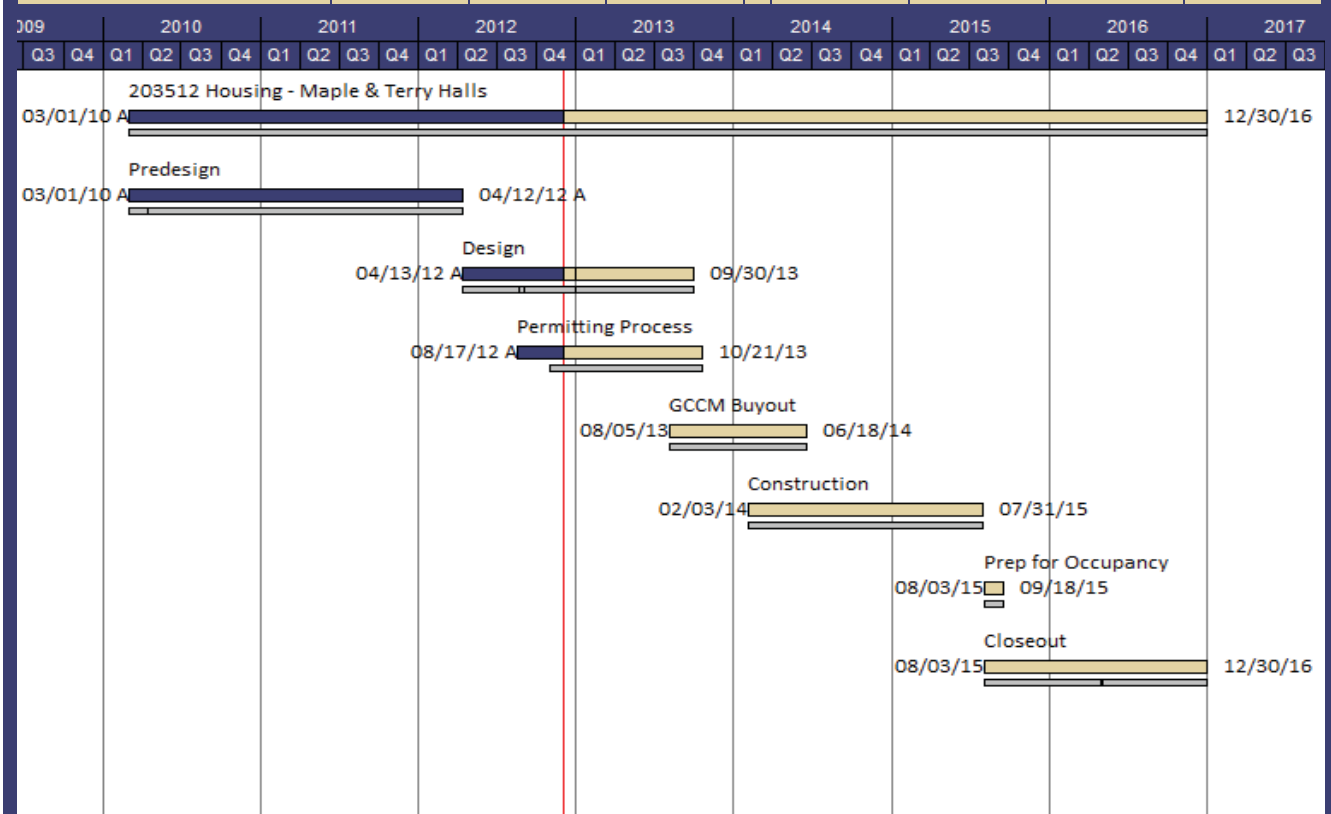 009 2010 2011 2012 2013 2014 2015 2016 2017
Q3 Q4 Q1 Q2 Q3 Q4 Q1 Q2 Q3 Q4 Q1 Q2 Q3 Q4 Q1 Q2 Q3 Q4 Q1 Q2 Q3 Q4 Q1 Q2 Q3 Q4 Q1 Q2 Q3 Q4 Q1 Q2 Q3
203512 Housing - Maple & Terry Halls
03/01/10 A 12/30/16
Predesign
03/01/10 A 04/12/12 A
Design
04/13/12 A 09/30/13
Permitting Process
08/17/12 A 10/21/13
GCCM Buyout
08/05/13 06/18/14
Construction
02/03/14 07/31/15
Prep for Occupancy
08/03/15 09/18/15
Closeout
08/03/15 12/30/16